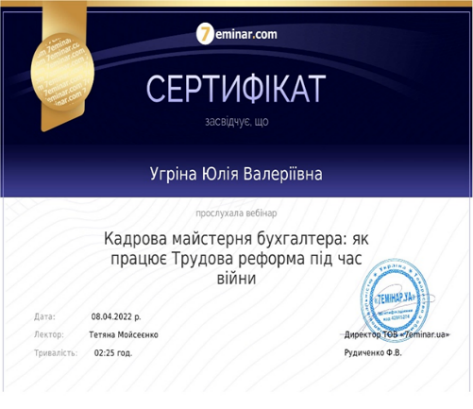 7eminar.com
СЕРТИФІКАТ
засвідчує, що
Угріна Юлія Валеріївна
прослухала вебінар
Кадрова майстерня бухгалтера: як
працює Трудова реформа під час
війни
Дата: 08.04.2022 р.
Лектор: Тетяна Мойсеєнко
Тривалість: 02:25 год.
«7ЕМІНАР.UA»
Директор ТОВ «7eminar.ua»
Рудиченко Ф.В.